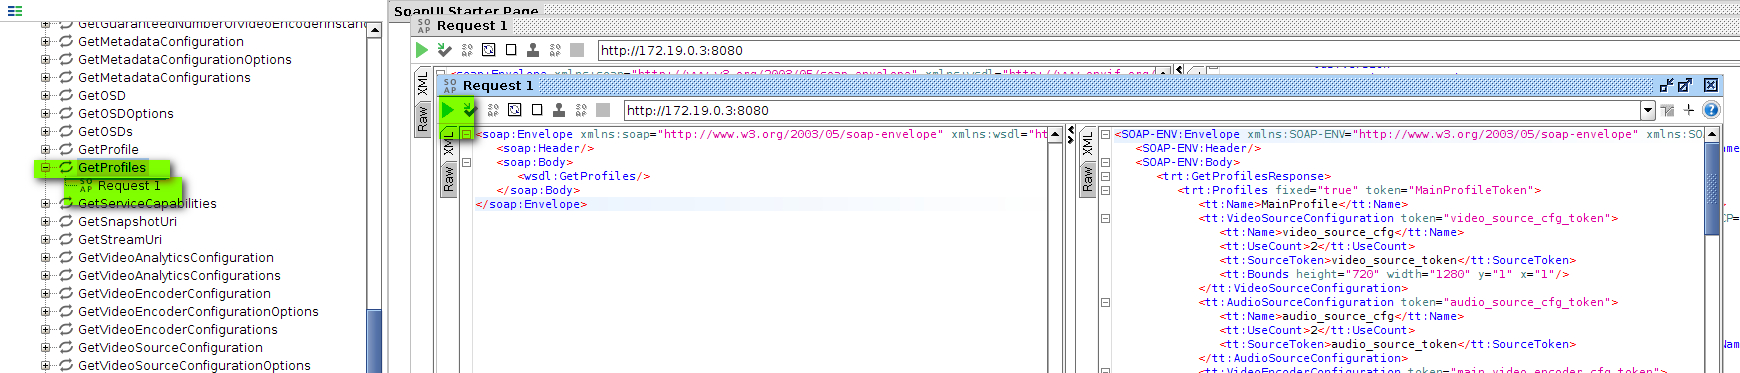 GetGuaranteedNumberOfVideoEncoderInstanc
GetMetadataConfiguration
GetMetadataConfigurationOptions
GetMetadataConfigurations
GetOSD
GetOSDOptions
GetOSDs
GetProfile
GetProfiles
SO AP Request 1
GetServiceCapabilities
GetSnapshotUri
GetStreamUri
GetVideoAnalyticsConfiguration
GetVideoAnalyticsConfigurations
GetVideoEncoderConfiguration
GetVideoEncoderConfigurationOptions
GetVideoEncoderConfigurations
GetVideoSourceConfiguration
GetVideoSourceConfigurationOptions
SoapUI Starter Page
SO AP Request 1
http://172.19.0.3:8080
XML
Raw
SO AP Request 1
http://172.19.0.3:8080
XML
Raw
<soap:Envelope xmlns:soap="http://www.w3.org/2003/05/soap-envelope" xmlns:wsdl="ht
<soap:Header/>
<soap:Body>
<wsdl:GetProfiles/>
</soap:Body>
</soap:Envelope>
XML
Raw
<SOAP-ENV:Envelope xmlns:SOAP-ENV="http://www.w3.org/2003/05/soap-envelope" xmlns:SO
<SOAP-ENV:Header/>
<SOAP-ENV:Body>
<trt:GetProfilesResponse>
<trt:Profiles fixed="true" token="MainProfileToken">
<tt:Name>MainProfile</tt:Name>
<tt:VideoSourceConfiguration token="video_source_cfg_token">
<tt:Name>video_source_cfg</tt:Name>
<tt:UseCount>2</tt:UseCount>
<tt:SourceToken>video_source_token</tt:SourceToken>
<tt:Bounds height="720" width="1280" y="1" x="1"/>
</tt:VideoSourceConfiguration>
<tt:AudioSourceConfiguration token="audio_source_cfg_token">
<tt:Name>audio_source_cfg</tt:Name>
<tt:UseCount>2</tt:UseCount>
<tt:SourceToken>audio_source_token</tt:SourceToken>
</tt:AudioSourceConfiguration>
<tt:VideoEncoderConfiguration token="main_video_encoder_cfg_token">